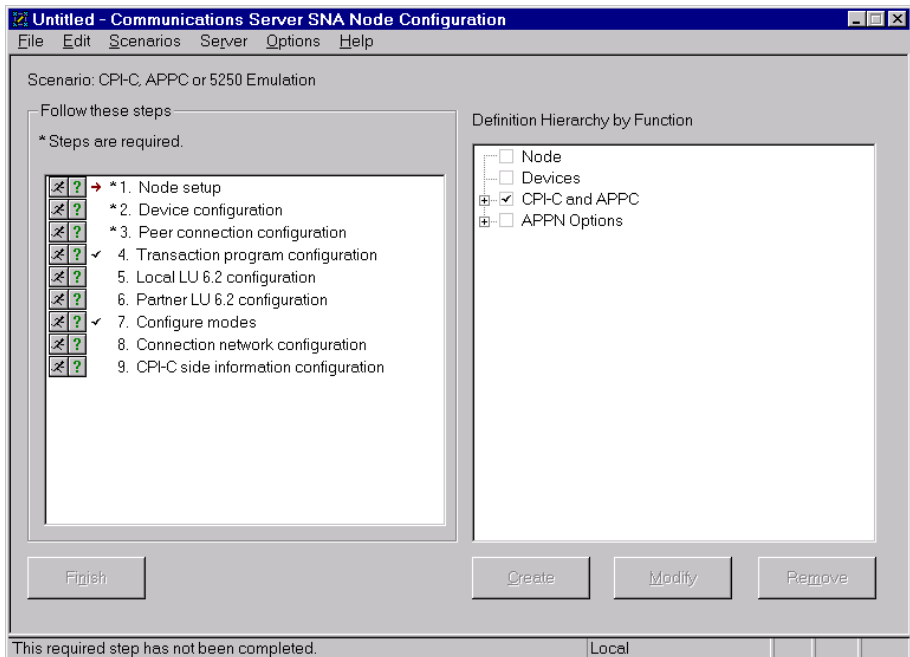 Untitled - Communications Server SNA Node Configuration
File Edit Scenarios Server Options Help
Scenario: CPI-C, APPC or 5250 Emulation
Follow these steps
* Steps are required.
? * 1. Node setup
? * 2. Device configuration
? * 3. Peer connection configuration
? ✓ 4. Transaction program configuration
? 5. Local LU 6.2 configuration
? 6. Partner LU 6.2 configuration
? ✓ 7. Configure modes
? 8. Connection network configuration
? 9. CPI-C side information configuration
Finish
Definition Hierarchy by Function
Node
Devices
CPI-C and APPC
APPN Options
Create Modify Remove
This required step has not been completed. Local